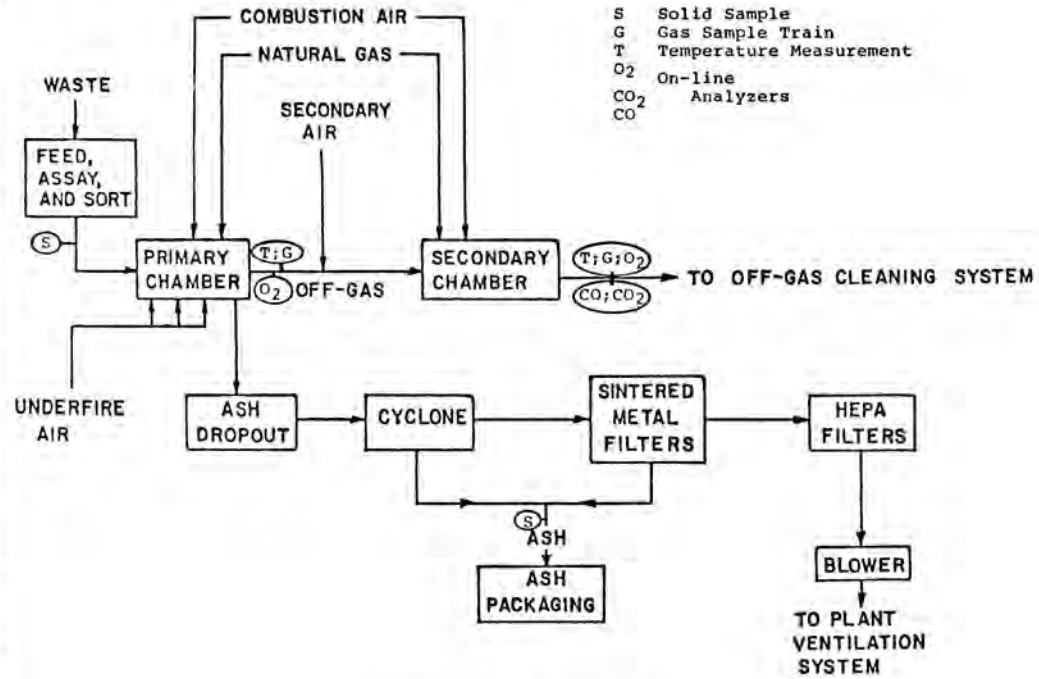 COMBUSTION AIR
NATURAL GAS
S Solid Sample
G Gas Sample Train
T Temperature Measurement
O2 On-line
CO2 Analyzers
CO
WASTE
SECONDARY
AIR
FEED,
ASSAY,
AND SORT
S
PRIMARY
CHAMBER
T;G
O2
OFF-GAS
SECONDARY
CHAMBER
T;G;O2
CO;CO2
TO OFF-GAS CLEANING SYSTEM
UNDERFIRE
AIR
ASH
DROPOUT
CYCLONE
SINTERED
METAL
FILTERS
HEPA
FILTERS
S
ASH
ASH
PACKAGING
BLOWER
TO PLANT
VENTILATION
SYSTEM